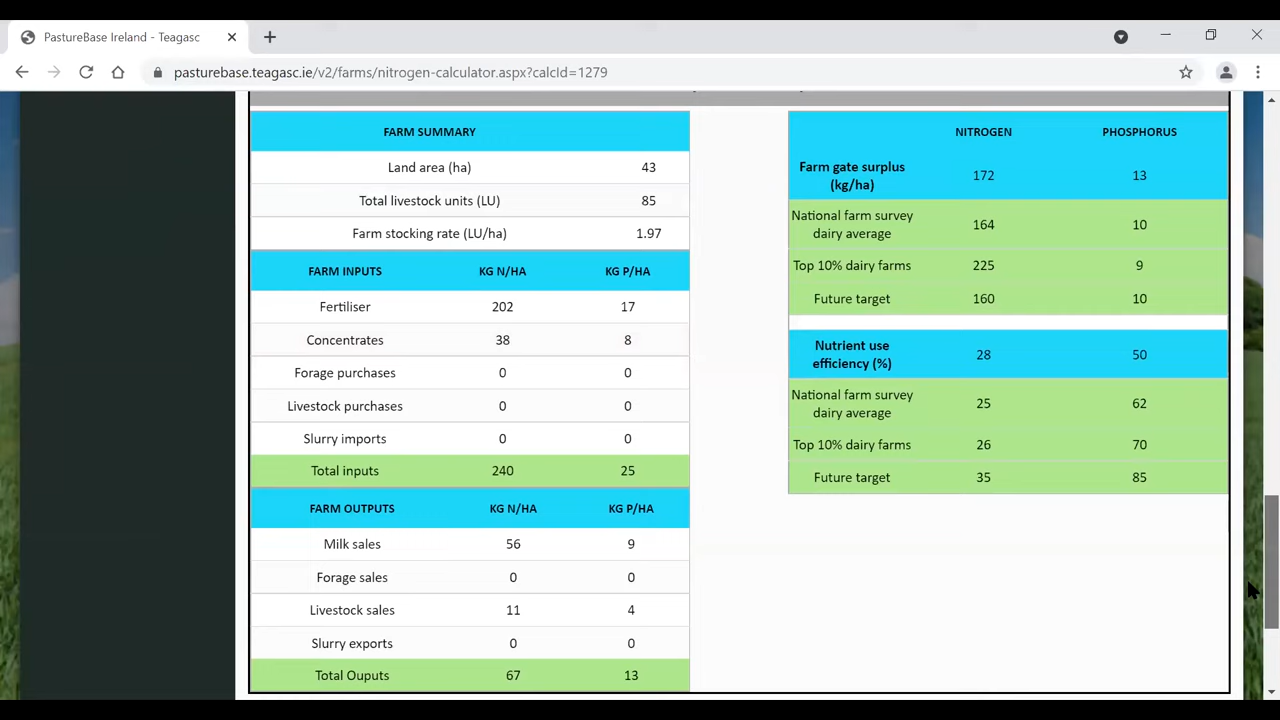 PastureBase Ireland - Teagasc
pasturebase.teagasc.ie/v2/farms/nitrogen-calculator.aspx?calcId=1279
FARM SUMMARY
Land area (ha) 43
Total livestock units (LU) 85
Farm stocking rate (LU/ha) 1.97
FARM INPUTS KG N/HA KG P/HA
Fertiliser 202 17
Concentrates 38 8
Forage purchases 0 0
Livestock purchases 0 0
Slurry imports 0 0
Total inputs 240 25
FARM OUTPUTS KG N/HA KG P/HA
Milk sales 56 9
Forage sales 0 0
Livestock sales 11 4
Slurry exports 0 0
Total Ouputs 67 13
NITROGEN PHOSPHORUS
Farm gate surplus
(kg/ha) 172 13
National farm survey
dairy average 164 10
Top 10% dairy farms 225 9
Future target 160 10
Nutrient use
efficiency (%) 28 50
National farm survey
dairy average 25 62
Top 10% dairy farms 26 70
Future target 35 85